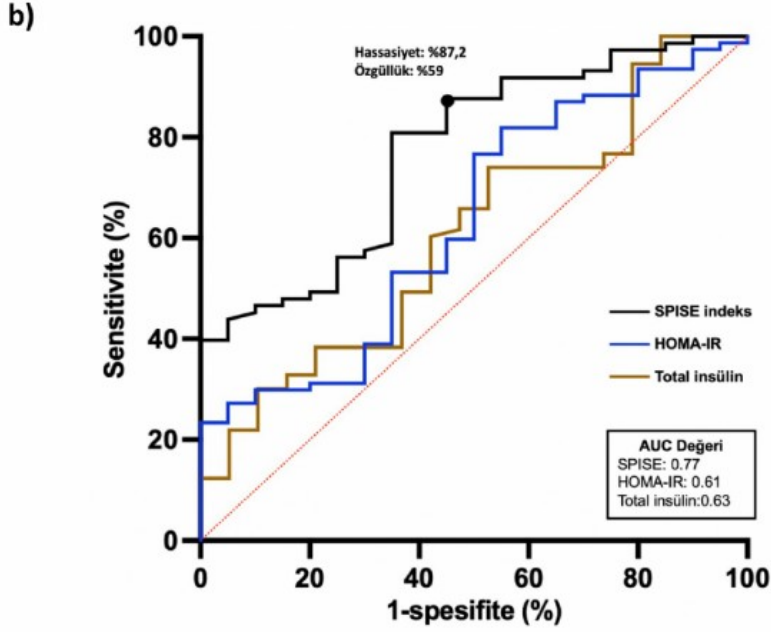 b)
Hassasiyet: %87,2
Özgüllük: %59
100
80
60
40
20
0
Sensitivite (%)
SPISE indeks
HOMA-IR
Total insülin
AUC Değeri
SPISE: 0.77
HOMA-IR: 0.61
Total insülin:0.63
0 20 40 60 80 100
1-spesifite (%)